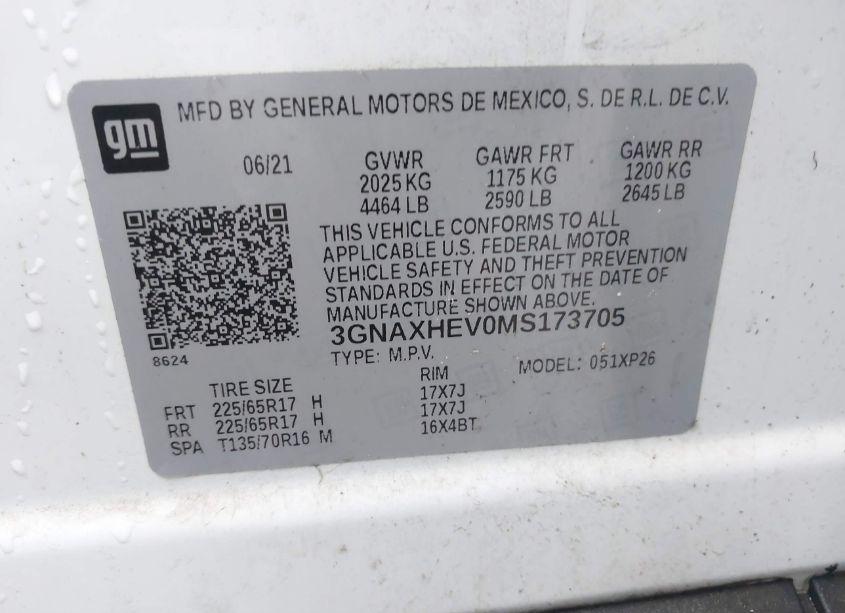 gm
MFD BY GENERAL MOTORS DE MEXICO, S. DE R.L. DE C.V.
06/21
GVWR GAWR FRT GAWR RR
2025 KG 1175 KG 1200 KG
4464 LB 2590 LB 2645 LB
THIS VEHICLE CONFORMS TO ALL
APPLICABLE U.S. FEDERAL MOTOR
VEHICLE SAFETY AND THEFT PREVENTION
STANDARDS IN EFFECT ON THE DATE OF
MANUFACTURE SHOWN ABOVE.
3GNAXHEV0MS173705
8624
TYPE: M.P.V. MODEL: 051XP26
TIRE SIZE RIM
FRT 225/65R17 H 17X7J
RR 225/65R17 H 17X7J
SPA T135/70R16 M 16X4BT